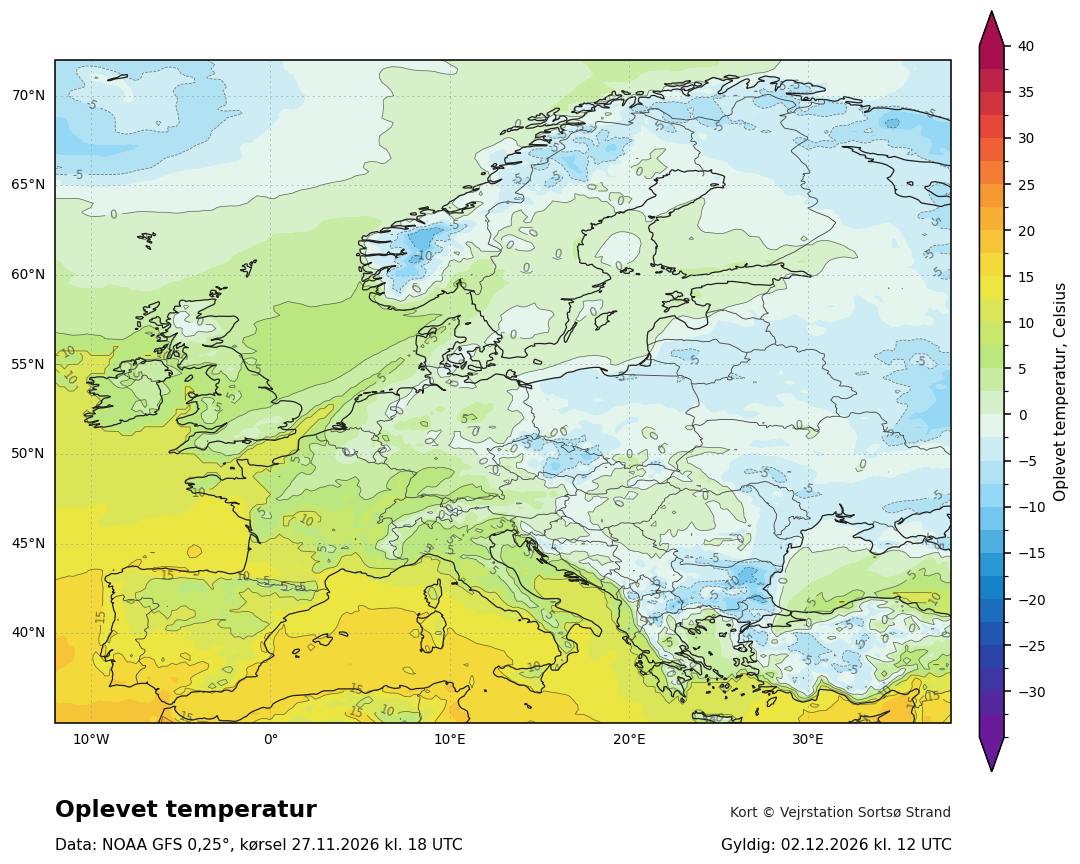 70°N
65°N
60°N
55°N
50°N
45°N
40°N
10°W
0°
10°E
20°E
30°E
40
35
30
25
20
15
10
5
0
−5
−10
−15
−20
−25
−30
Oplevet temperatur, Celsius
Oplevet temperatur
Kort © Vejrstation Sortsø Strand
Data: NOAA GFS 0,25°, kørsel 27.11.2026 kl. 18 UTC
Gyldig: 02.12.2026 kl. 12 UTC